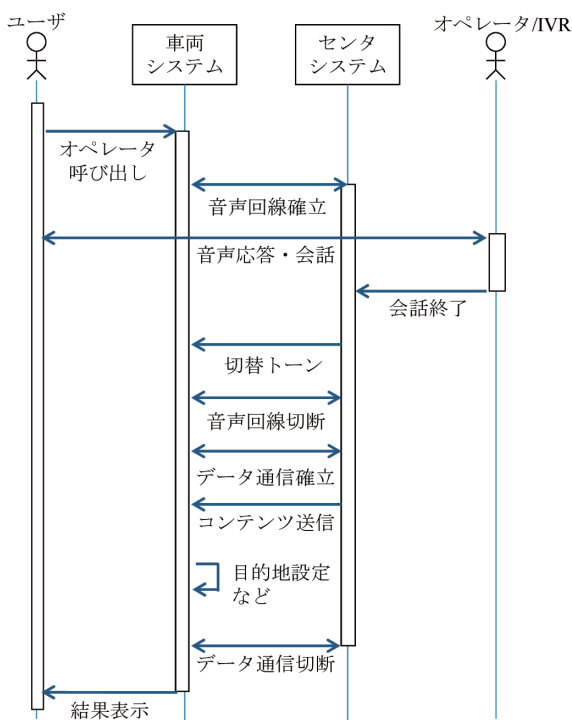 ユーザ
車両
システム
センタ
システム
オペレータ/IVR
オペレータ
呼び出し
音声回線確立
音声応答・会話
会話終了
切替トーン
音声回線切断
データ通信確立
コンテンツ送信
目的地設定
など
データ通信切断
結果表示